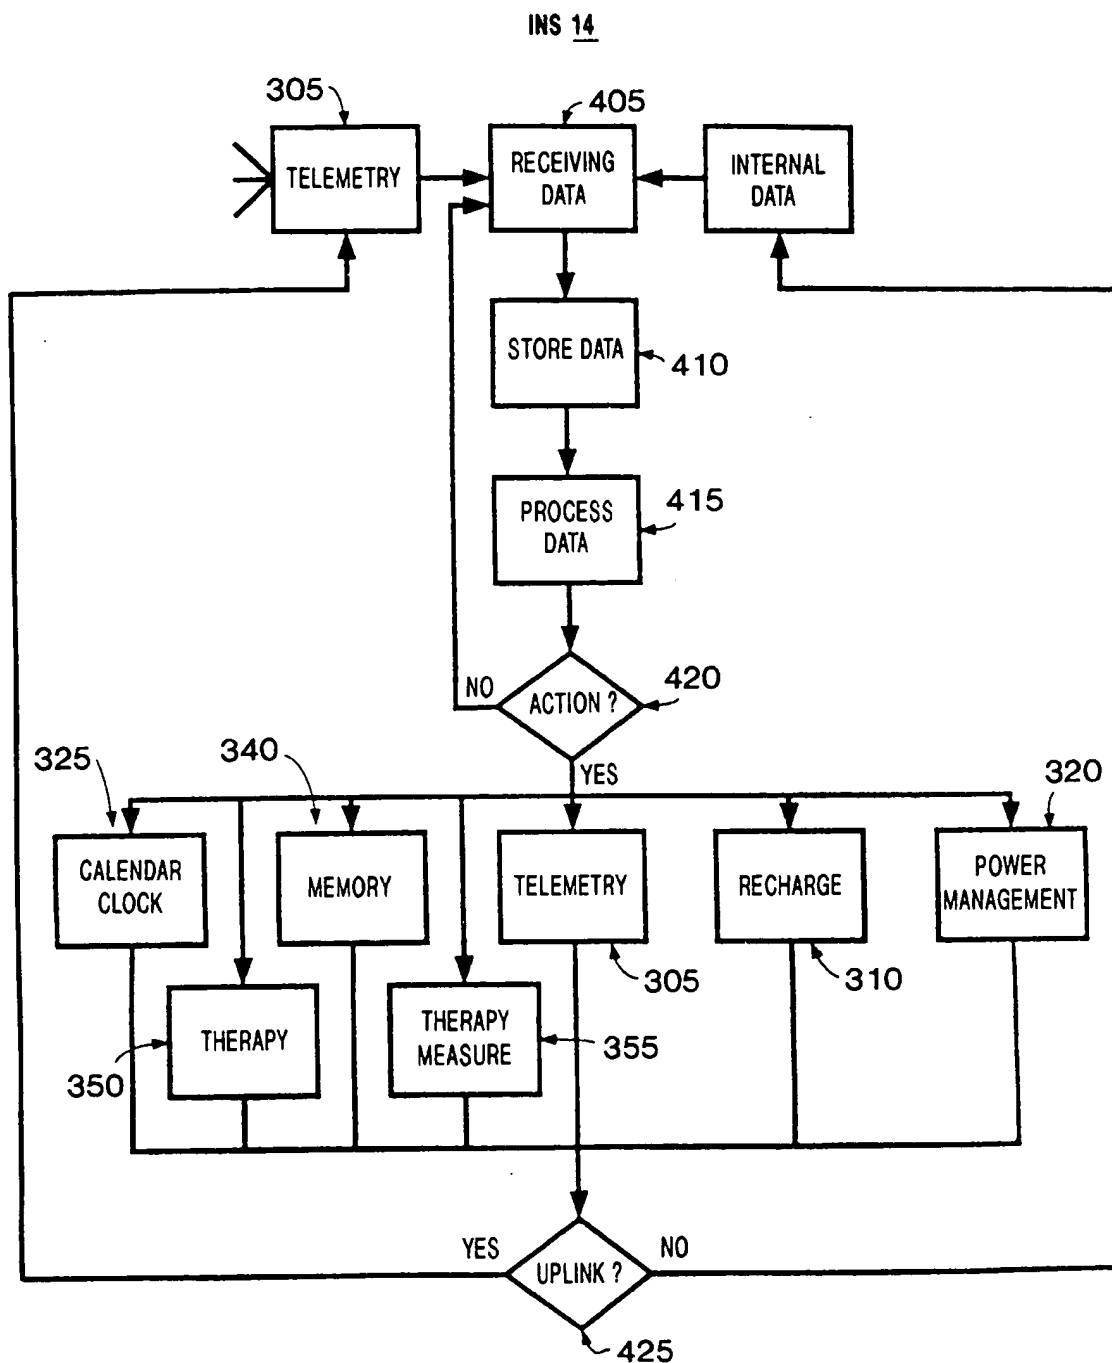 INS 14
305
405
TELEMETRY
RECEIVING
DATA
INTERNAL
DATA
STORE DATA
410
PROCESS
DATA
415
NO
ACTION ?
420
YES
325
340
320
CALENDAR
CLOCK
MEMORY
TELEMETRY
RECHARGE
POWER
MANAGEMENT
305
310
THERAPY
350
THERAPY
MEASURE
355
YES
UPLINK ?
NO
425